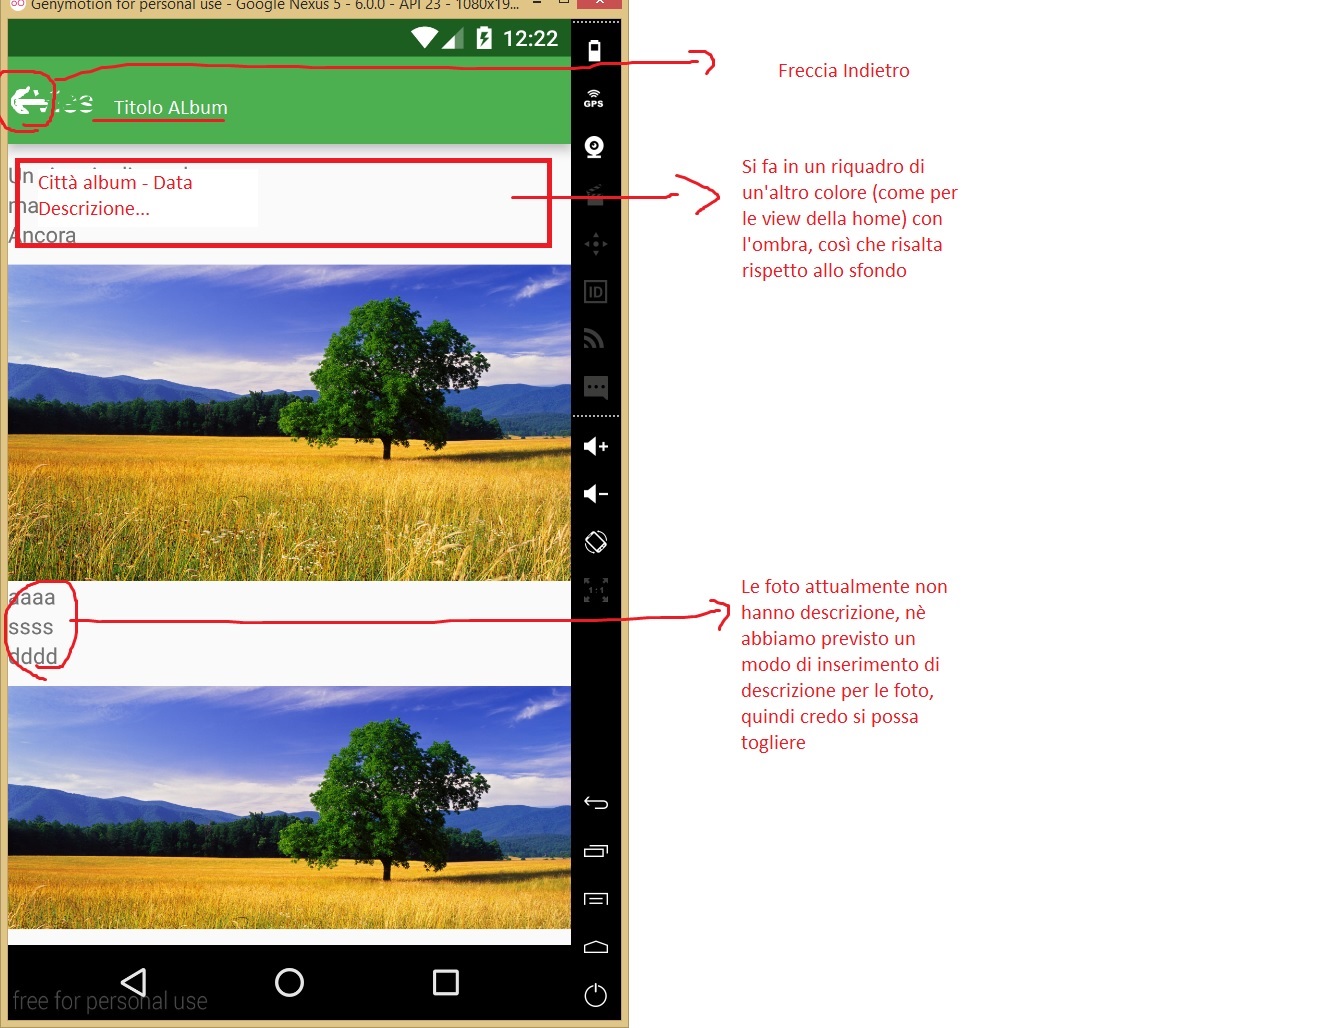 Genymotion for personal use - Google Nexus 5 - 6.0.0 - API 23 - 1080x19...
12:22
Freccia Indietro
Titolo ALbum
GPS
Un
Città album - Data
ma
Descrizione...
Ancora
Si fa in un riquadro di
un'altro colore (come per
le view della home) con
l'ombra, così che risalta
rispetto allo sfondo
ID
aaaa
ssss
dddd
1:1
Le foto attualmente non
hanno descrizione, nè
abbiamo previsto un
modo di inserimento di
descrizione per le foto,
quindi credo si possa
togliere
free for personal use